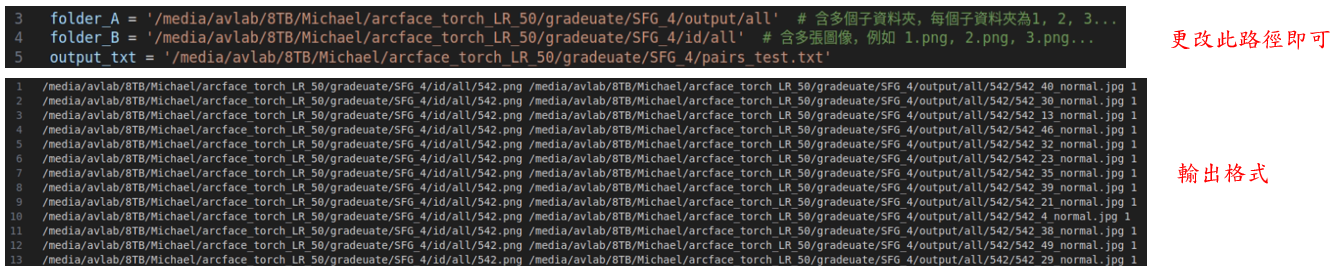 3 folder_A = '/media/avlab/8TB/Michael/arcface_torch_LR_50/gradeuate/SFG_4/output/all' # 含多個子資料夾，每個子資料夾為1, 2, 3...
4 folder_B = '/media/avlab/8TB/Michael/arcface_torch_LR_50/gradeuate/SFG_4/id/all' # 含多張圖像，例如 1.png, 2.png, 3.png...
5 output_txt = '/media/avlab/8TB/Michael/arcface_torch_LR_50/gradeuate/SFG_4/pairs_test.txt'
更改此路徑即可
1 /media/avlab/8TB/Michael/arcface_torch_LR_50/gradeuate/SFG_4/id/all/542.png /media/avlab/8TB/Michael/arcface_torch_LR_50/gradeuate/SFG_4/output/all/542/542_40_normal.jpg 1
2 /media/avlab/8TB/Michael/arcface_torch_LR_50/gradeuate/SFG_4/id/all/542.png /media/avlab/8TB/Michael/arcface_torch_LR_50/gradeuate/SFG_4/output/all/542/542_30_normal.jpg 1
3 /media/avlab/8TB/Michael/arcface_torch_LR_50/gradeuate/SFG_4/id/all/542.png /media/avlab/8TB/Michael/arcface_torch_LR_50/gradeuate/SFG_4/output/all/542/542_13_normal.jpg 1
4 /media/avlab/8TB/Michael/arcface_torch_LR_50/gradeuate/SFG_4/id/all/542.png /media/avlab/8TB/Michael/arcface_torch_LR_50/gradeuate/SFG_4/output/all/542/542_46_normal.jpg 1
5 /media/avlab/8TB/Michael/arcface_torch_LR_50/gradeuate/SFG_4/id/all/542.png /media/avlab/8TB/Michael/arcface_torch_LR_50/gradeuate/SFG_4/output/all/542/542_32_normal.jpg 1
6 /media/avlab/8TB/Michael/arcface_torch_LR_50/gradeuate/SFG_4/id/all/542.png /media/avlab/8TB/Michael/arcface_torch_LR_50/gradeuate/SFG_4/output/all/542/542_23_normal.jpg 1
7 /media/avlab/8TB/Michael/arcface_torch_LR_50/gradeuate/SFG_4/id/all/542.png /media/avlab/8TB/Michael/arcface_torch_LR_50/gradeuate/SFG_4/output/all/542/542_35_normal.jpg 1
8 /media/avlab/8TB/Michael/arcface_torch_LR_50/gradeuate/SFG_4/id/all/542.png /media/avlab/8TB/Michael/arcface_torch_LR_50/gradeuate/SFG_4/output/all/542/542_39_normal.jpg 1
9 /media/avlab/8TB/Michael/arcface_torch_LR_50/gradeuate/SFG_4/id/all/542.png /media/avlab/8TB/Michael/arcface_torch_LR_50/gradeuate/SFG_4/output/all/542/542_21_normal.jpg 1
10 /media/avlab/8TB/Michael/arcface_torch_LR_50/gradeuate/SFG_4/id/all/542.png /media/avlab/8TB/Michael/arcface_torch_LR_50/gradeuate/SFG_4/output/all/542/542_4_normal.jpg 1
11 /media/avlab/8TB/Michael/arcface_torch_LR_50/gradeuate/SFG_4/id/all/542.png /media/avlab/8TB/Michael/arcface_torch_LR_50/gradeuate/SFG_4/output/all/542/542_38_normal.jpg 1
12 /media/avlab/8TB/Michael/arcface_torch_LR_50/gradeuate/SFG_4/id/all/542.png /media/avlab/8TB/Michael/arcface_torch_LR_50/gradeuate/SFG_4/output/all/542/542_49_normal.jpg 1
13 /media/avlab/8TB/Michael/arcface_torch_LR_50/gradeuate/SFG_4/id/all/542.png /media/avlab/8TB/Michael/arcface_torch_LR_50/gradeuate/SFG_4/output/all/542/542_29_normal.jpg 1
輸出格式